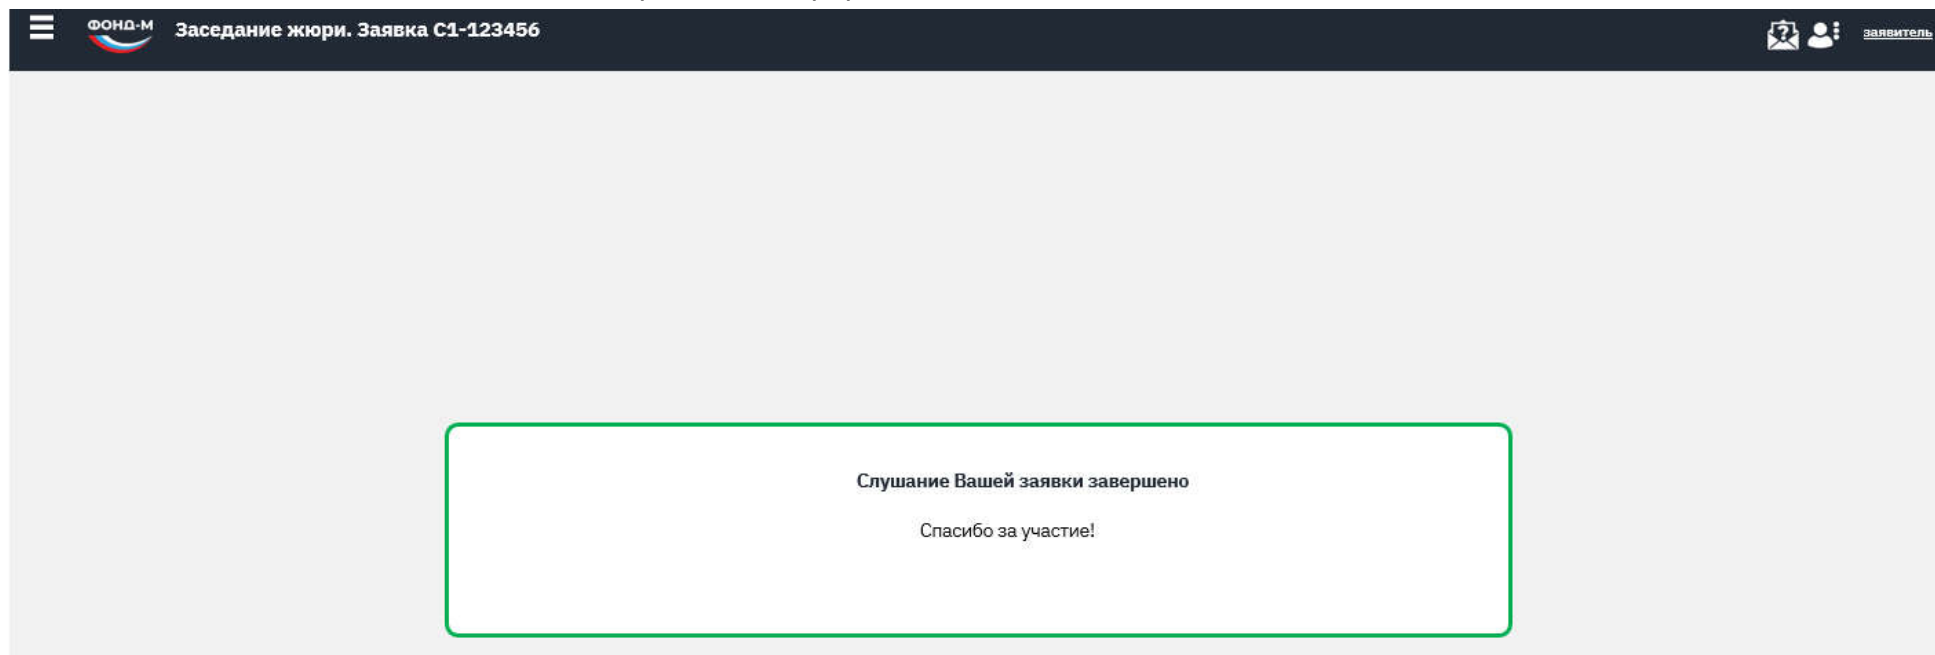 ФОНД-М
Заседание жюри. Заявка С1-123456
?
заявитель
Слушание Вашей заявки завершено
Спасибо за участие!